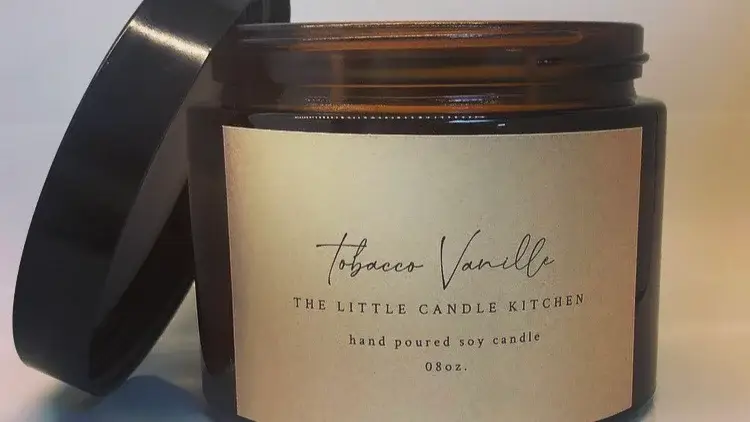 Tobacco Vanille
THE LITTLE CANDLE KITCHEN
hand poured soy candle
08oz.